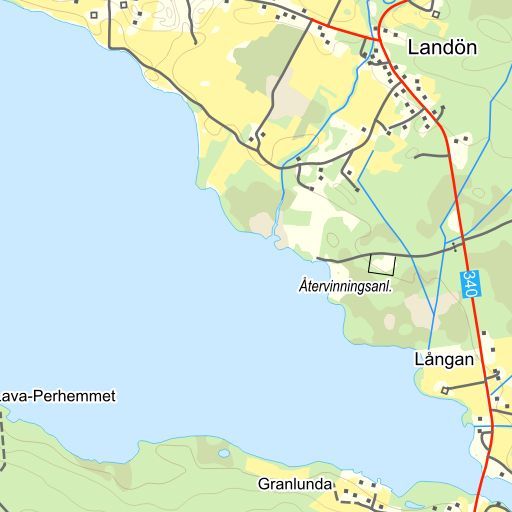 Landön
Återvinningsanl.
340
Långan
Lava-Perhemmet
Granlunda